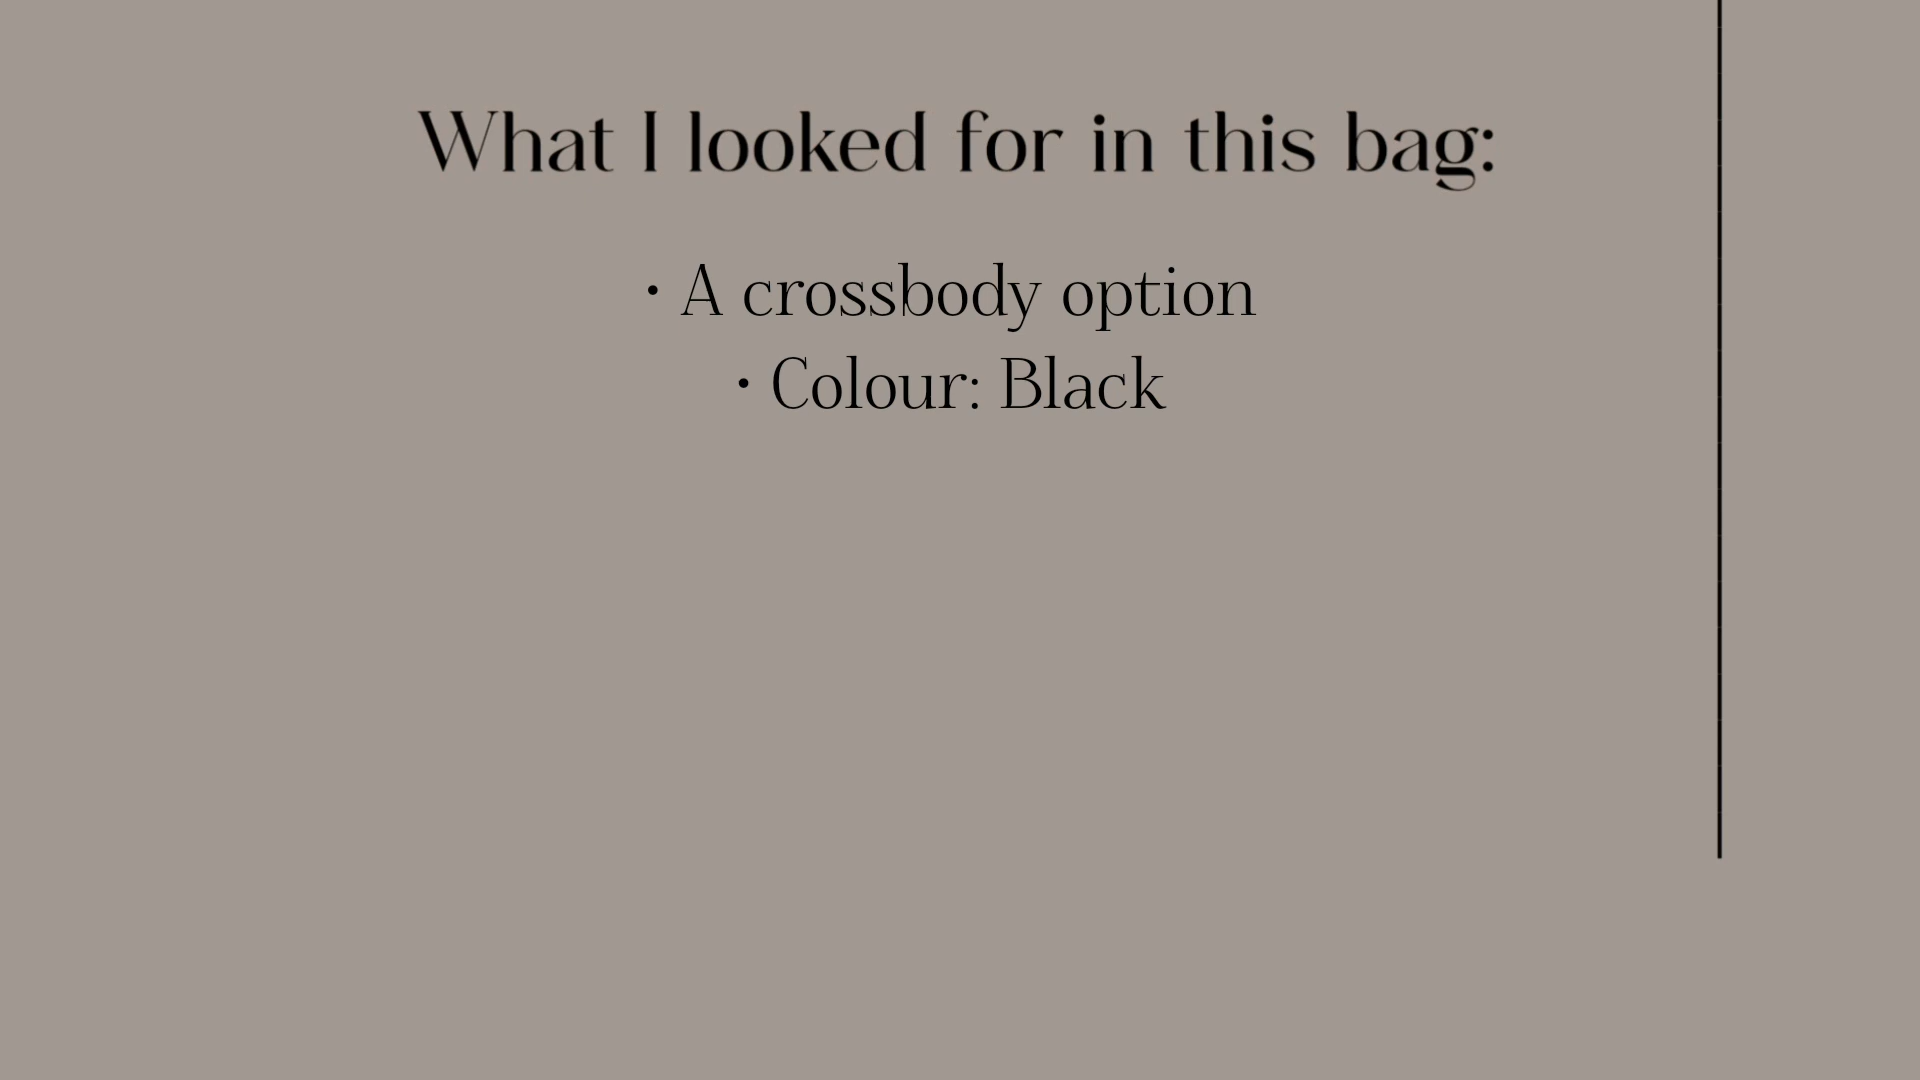 What I looked for in this bag:
• A crossbody option
• Colour: Black